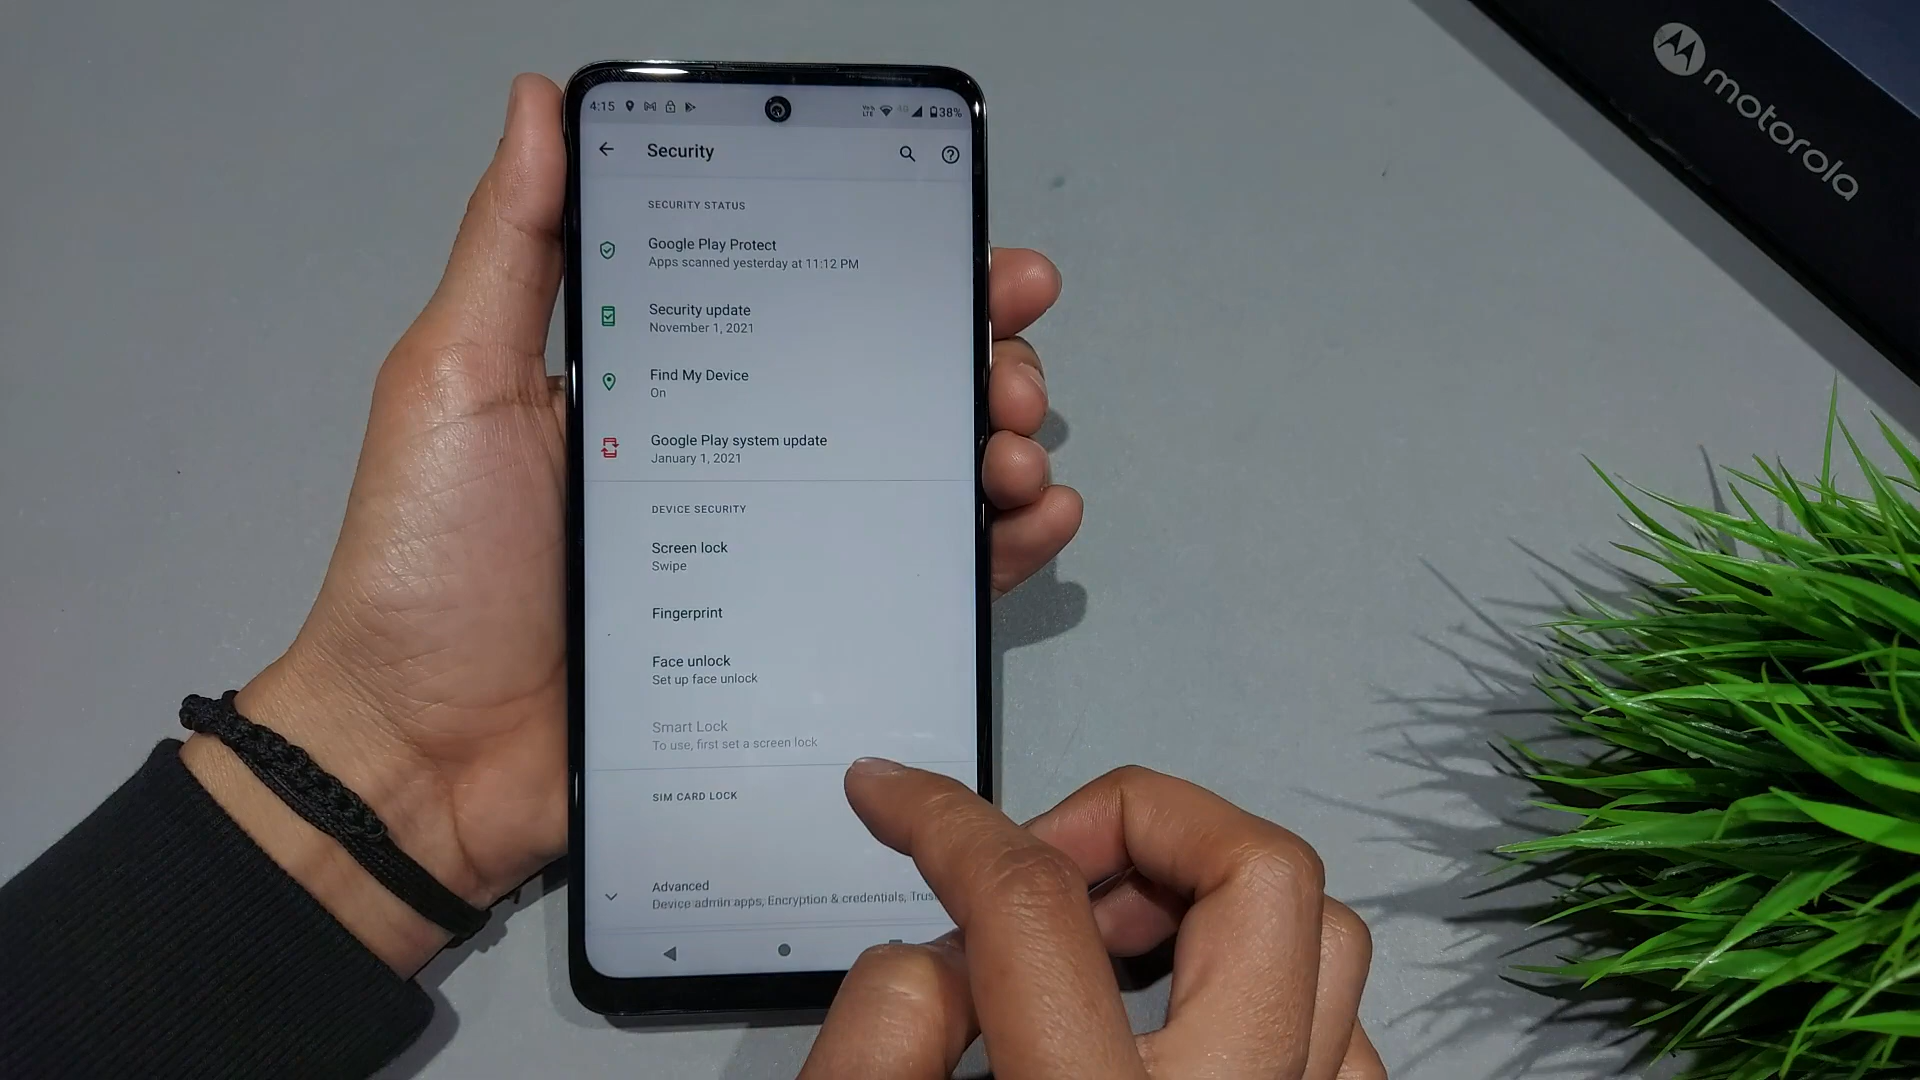 4:15
Vo
LTE
4G
38%
Security
SECURITY STATUS
Google Play Protect
Apps scanned yesterday at 11:12 PM
Security update
November 1, 2021
Find My Device
On
Google Play system update
January 1, 2021
DEVICE SECURITY
Screen lock
Swipe
Fingerprint
Face unlock
Set up face unlock
Smart Lock
To use, first set a screen lock
SIM CARD LOCK
Advanced
Device admin apps, Encryption & credentials,
motorola